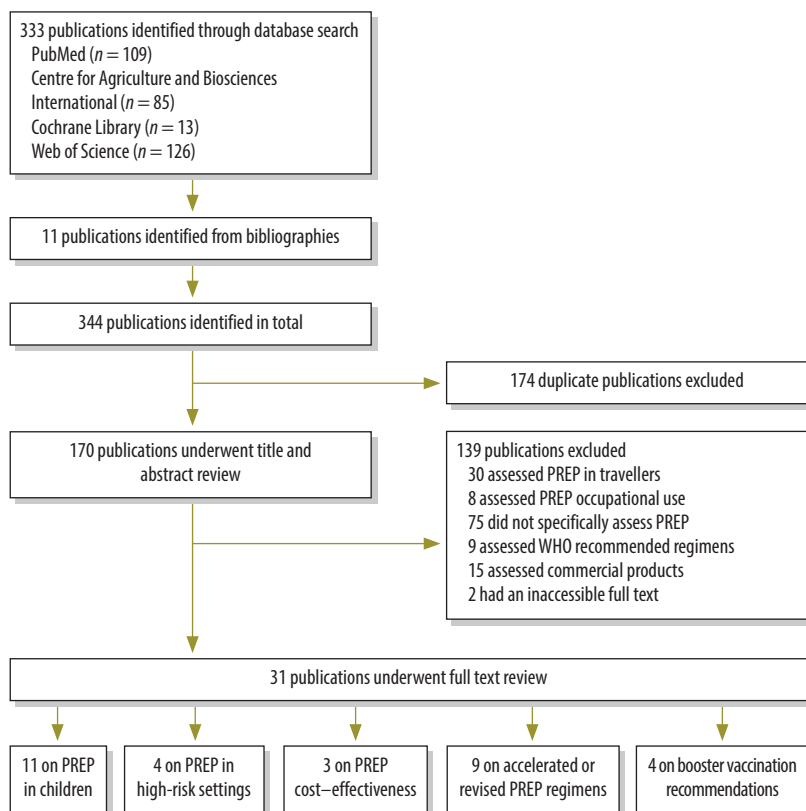 333 publications identified through database search
PubMed (n = 109)
Centre for Agriculture and Biosciences
International (n = 85)
Cochrane Library (n = 13)
Web of Science (n = 126)
11 publications identified from bibliographies
344 publications identified in total
174 duplicate publications excluded
170 publications underwent title and
abstract review
139 publications excluded
30 assessed PREP in travellers
8 assessed PREP occupational use
75 did not specifically assess PREP
9 assessed WHO recommended regimens
15 assessed commercial products
2 had an inaccessible full text
31 publications underwent full text review
11 on PREP
in children
4 on PREP in
high-risk settings
3 on PREP
cost–effectiveness
9 on accelerated or
revised PREP regimens
4 on booster vaccination
recommendations